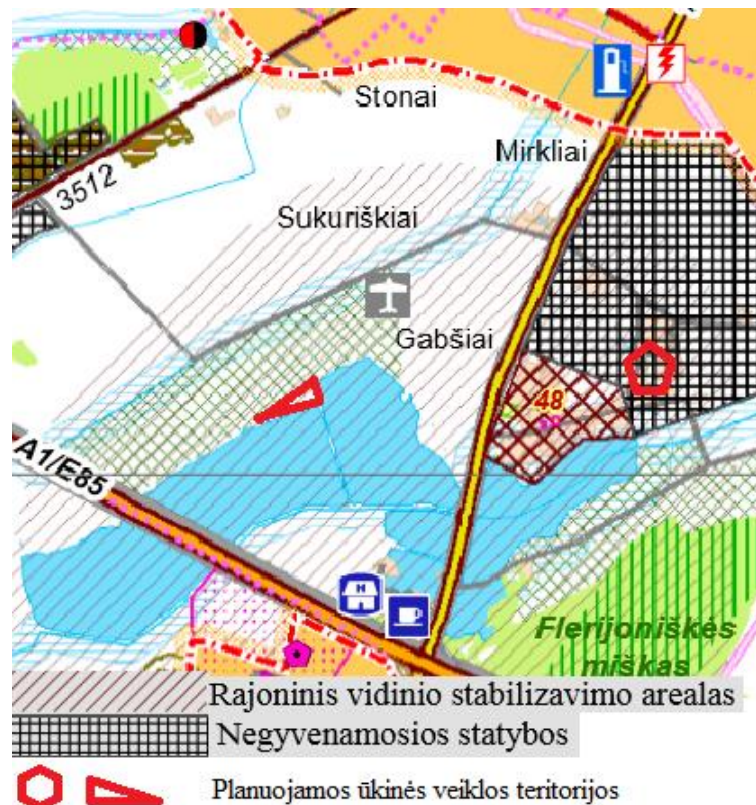 Stonai
Mirkliai
3512
Sukuriškiai
Gabšiai
48
A1/E85
H
Flerijoniškės
miškas
Rajoninis vidinio stabilizavimo arealas
Negyvenamosios statybos
Planuojamos ūkinės veiklos teritorijos